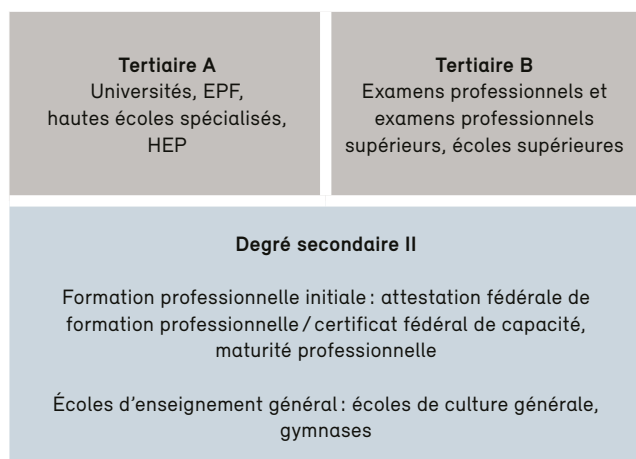 Tertiaire A
Universités, EPF,
hautes écoles spécialisés,
HEP
Tertiaire B
Examens professionnels et
examens professionnels
supérieurs, écoles supérieures
Degré secondaire II
Formation professionnelle initiale : attestation fédérale de
formation professionnelle / certificat fédéral de capacité,
maturité professionnelle
Écoles d’enseignement général : écoles de culture générale,
gymnases